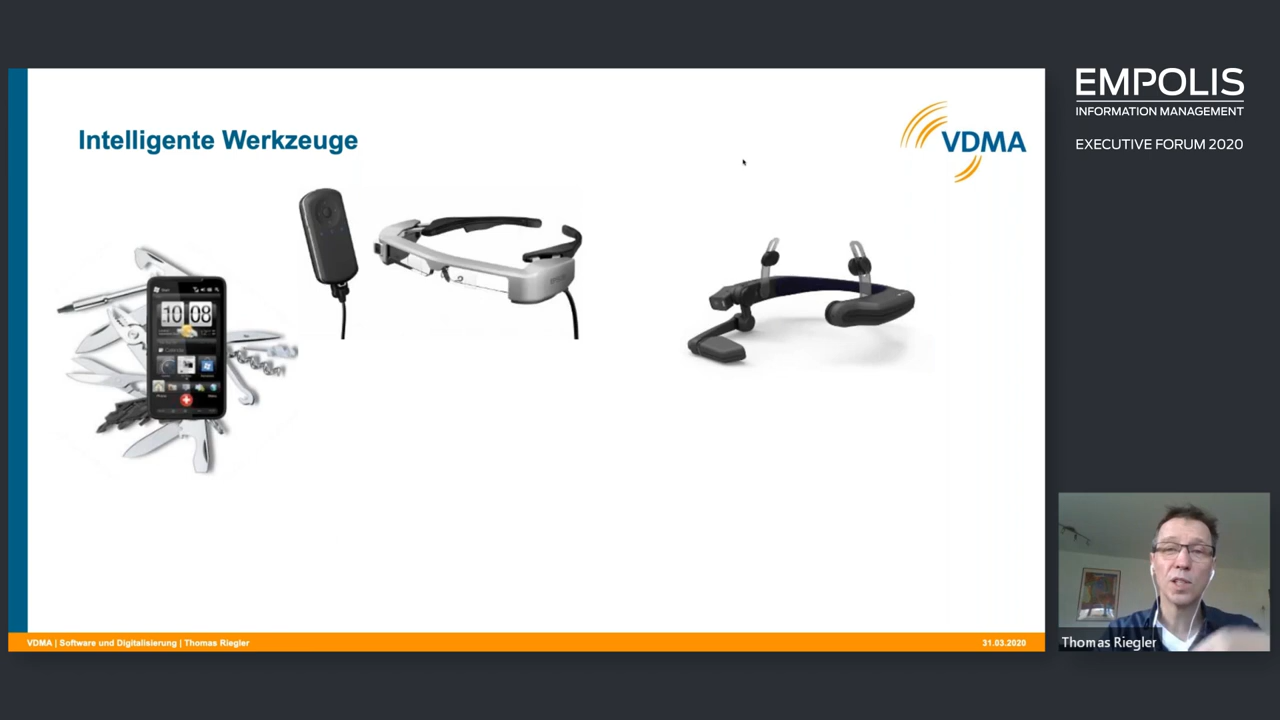 EMPOLIS
INFORMATION MANAGEMENT
EXECUTIVE FORUM 2020
Intelligente Werkzeuge
VDMA
EPSON
10 08
VDMA | Software und Digitalisierung | Thomas Riegler
31.03.2020
Thomas Riegler